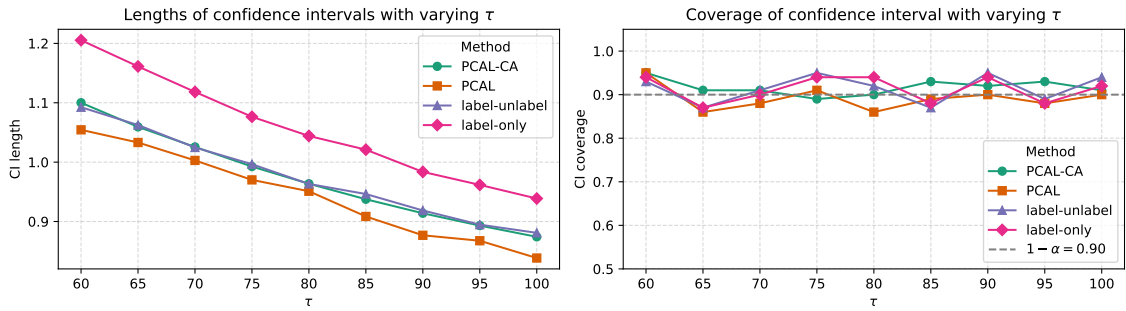 Lengths of confidence intervals with varying τ
CI length
1.2
1.1
1.0
0.9
60 65 70 75 80 85 90 95 100
τ
Method
PCAL-CA
PCAL
label-unlabel
label-only
Coverage of confidence interval with varying τ
CI coverage
1.0
0.9
0.8
0.7
0.6
0.5
60 65 70 75 80 85 90 95 100
τ
Method
PCAL-CA
PCAL
label-unlabel
label-only
1 − α = 0.90